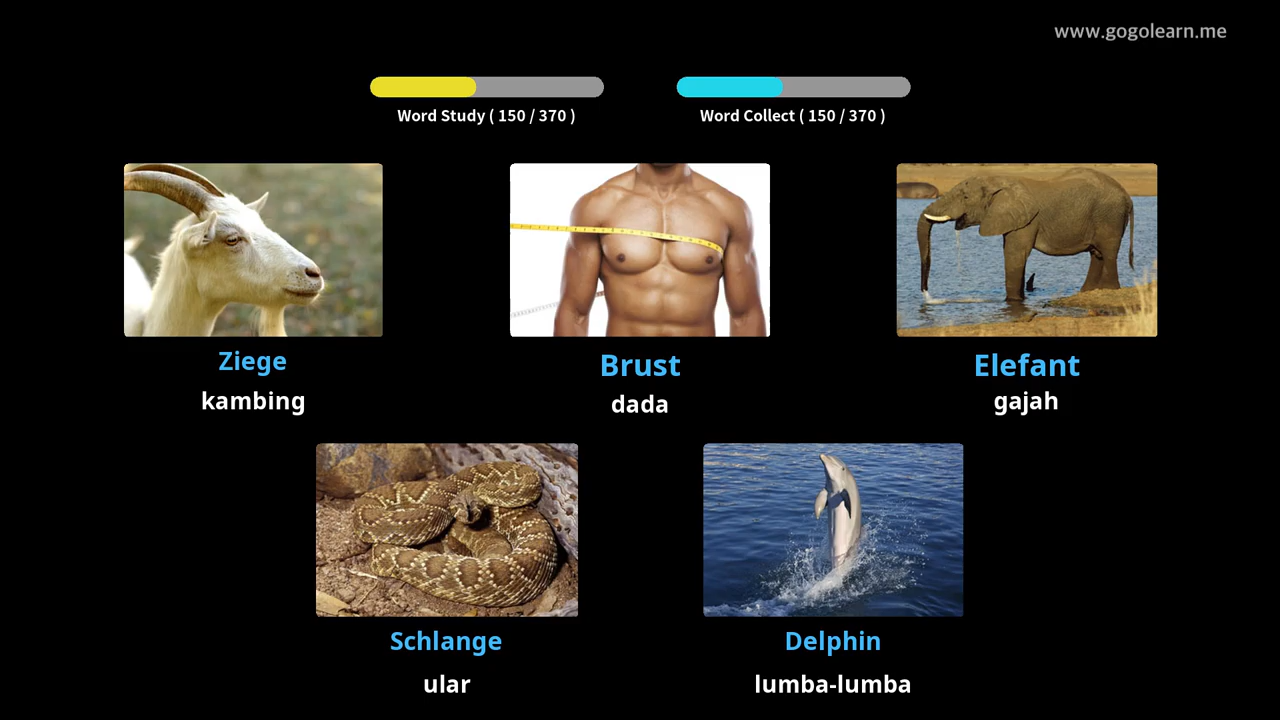 www.gogolearn.me
Word Study ( 150 / 370 )
Word Collect ( 150 / 370 )
Ziege
kambing
Brust
dada
Elefant
gajah
Schlange
ular
Delphin
lumba-lumba